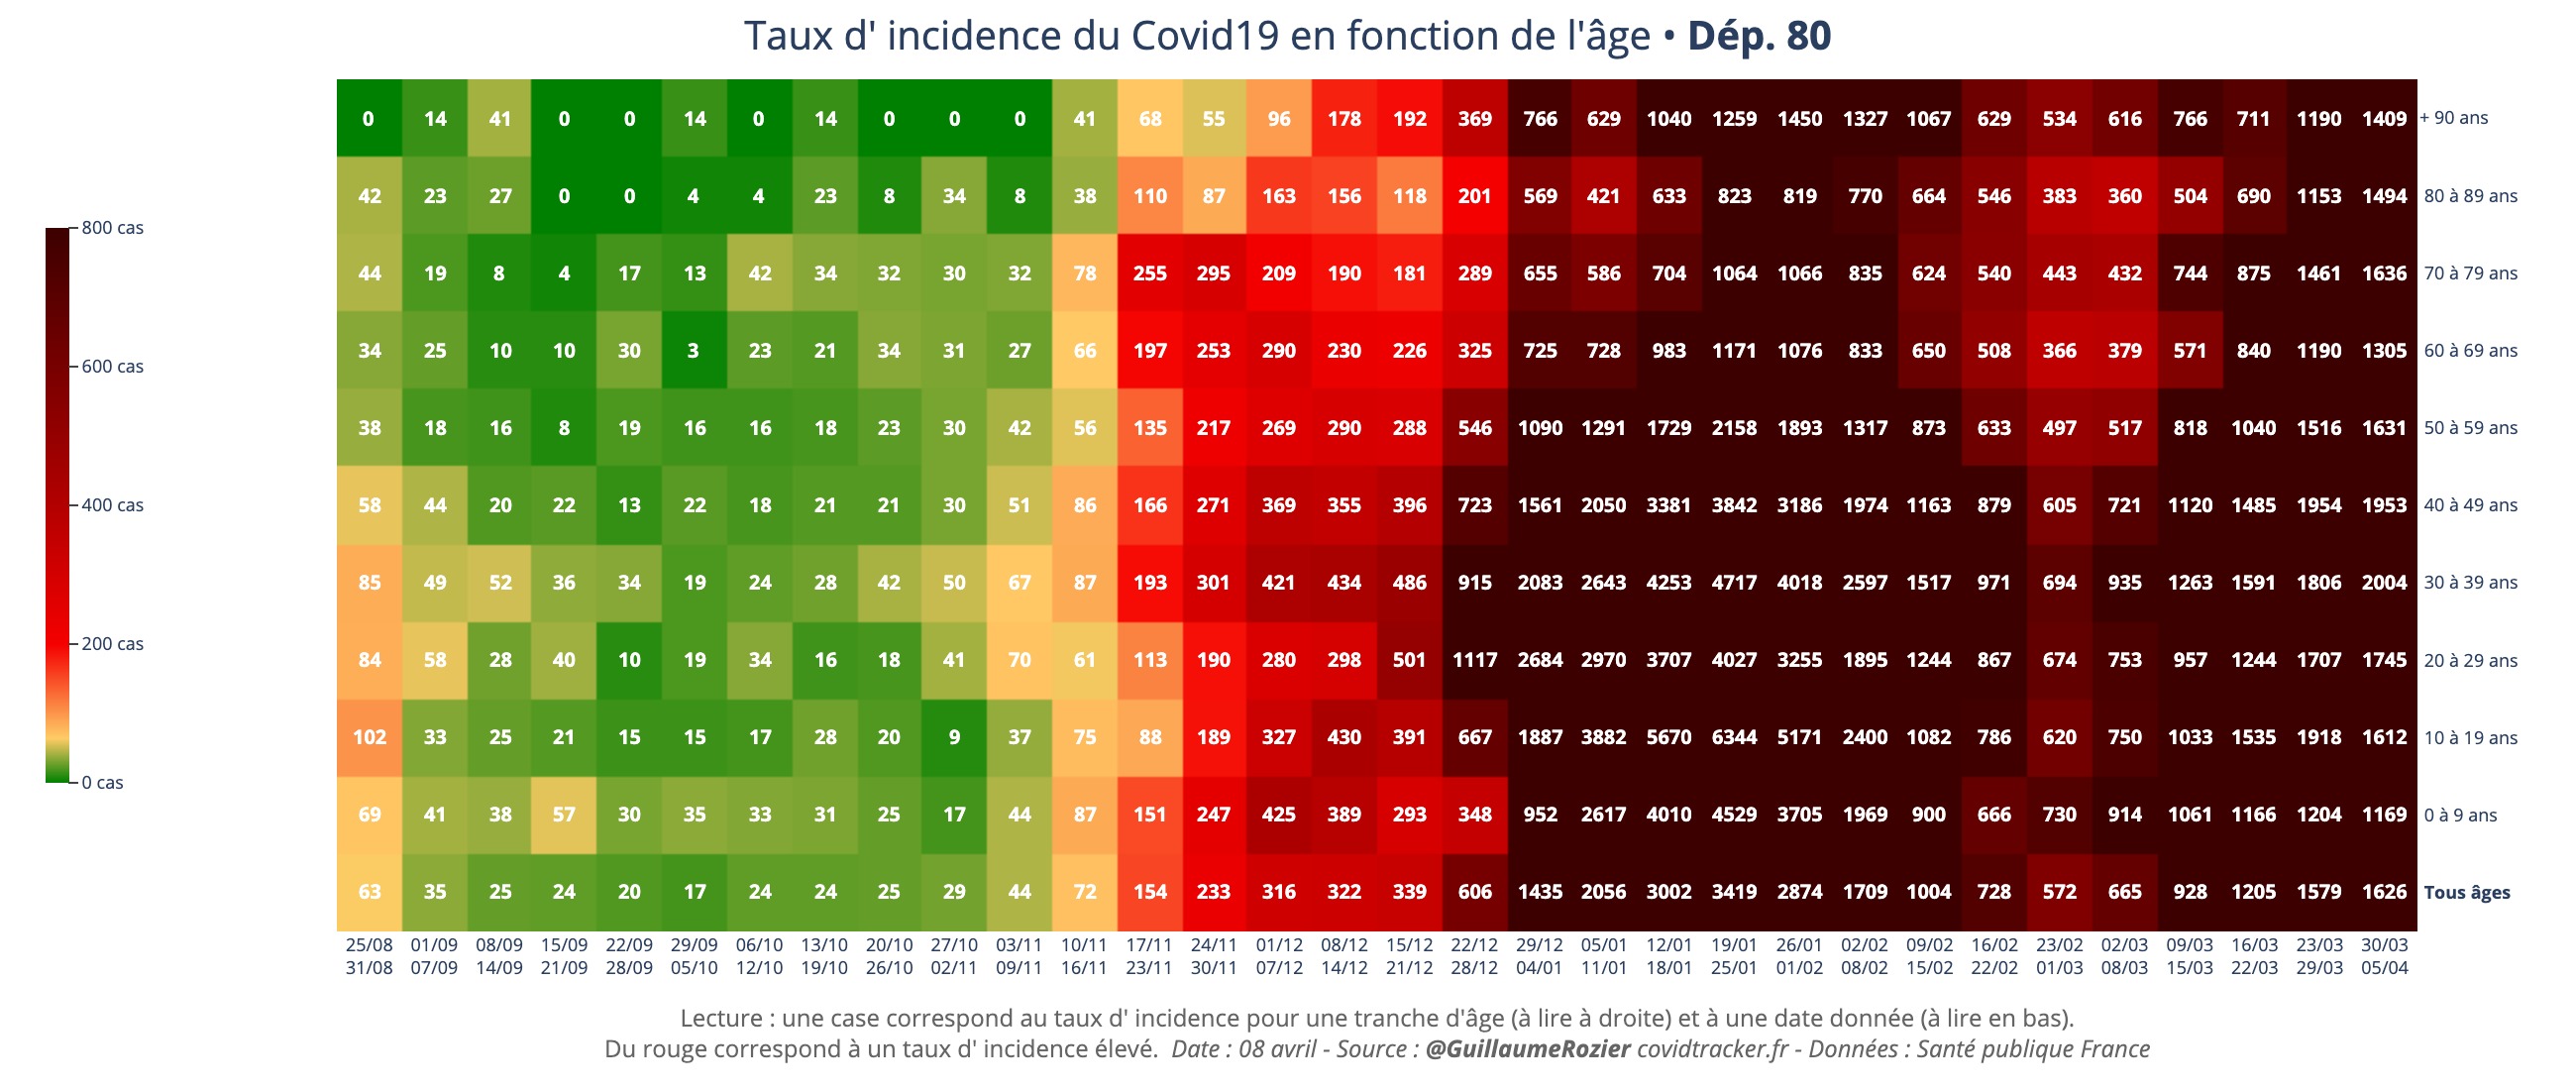 Taux d' incidence du Covid19 en fonction de l'âge • Dép. 80
800 cas
600 cas
400 cas
200 cas
0 cas
0 14 41 0 0 14 0 14 0 0 0 41 68 55 96 178 192 369 766 629 1040 1259 1450 1327 1067 629 534 616 766 711 1190 1409 + 90 ans
42 23 27 0 0 4 4 23 8 34 8 38 110 87 163 156 118 201 569 421 633 823 819 770 664 546 383 360 504 690 1153 1494 80 à 89 ans
44 19 8 4 17 13 42 34 32 30 32 78 255 295 209 190 181 289 655 586 704 1064 1066 835 624 540 443 432 744 875 1461 1636 70 à 79 ans
34 25 10 10 30 3 23 21 34 31 27 66 197 253 290 230 226 325 725 728 983 1171 1076 833 650 508 366 379 571 840 1190 1305 60 à 69 ans
38 18 16 8 19 16 16 18 23 30 42 56 135 217 269 290 288 546 1090 1291 1729 2158 1893 1317 873 633 497 517 818 1040 1516 1631 50 à 59 ans
58 44 20 22 13 22 18 21 21 30 51 86 166 271 369 355 396 723 1561 2050 3381 3842 3186 1974 1163 879 605 721 1120 1485 1954 1953 40 à 49 ans
85 49 52 36 34 19 24 28 42 50 67 87 193 301 421 434 486 915 2083 2643 4253 4717 4018 2597 1517 971 694 935 1263 1591 1806 2004 30 à 39 ans
84 58 28 40 10 19 34 16 18 41 70 61 113 190 280 298 501 1117 2684 2970 3707 4027 3255 1895 1244 867 674 753 957 1244 1707 1745 20 à 29 ans
102 33 25 21 15 15 17 28 20 9 37 75 88 189 327 430 391 667 1887 3882 5670 6344 5171 2400 1082 786 620 750 1033 1535 1918 1612 10 à 19 ans
69 41 38 57 30 35 33 31 25 17 44 87 151 247 425 389 293 348 952 2617 4010 4529 3705 1969 900 666 730 914 1061 1166 1204 1169 0 à 9 ans
63 35 25 24 20 17 24 24 25 29 44 72 154 233 316 322 339 606 1435 2056 3002 3419 2874 1709 1004 728 572 665 928 1205 1579 1626 Tous âges
25/08 01/09 08/09 15/09 22/09 29/09 06/10 13/10 20/10 27/10 03/11 10/11 17/11 24/11 01/12 08/12 15/12 22/12 29/12 05/01 12/01 19/01 26/01 02/02 09/02 16/02 23/02 02/03 09/03 16/03 23/03 30/03
31/08 07/09 14/09 21/09 28/09 05/10 12/10 19/10 26/10 02/11 09/11 16/11 23/11 30/11 07/12 14/12 21/12 28/12 04/01 11/01 18/01 25/01 01/02 08/02 15/02 22/02 01/03 08/03 15/03 22/03 29/03 05/04
Lecture : une case correspond au taux d' incidence pour une tranche d'âge (à lire à droite) et à une date donnée (à lire en bas).
Du rouge correspond à un taux d' incidence élevé. Date : 08 avril - Source : @GuillaumeRozier covidtracker.fr - Données : Santé publique France